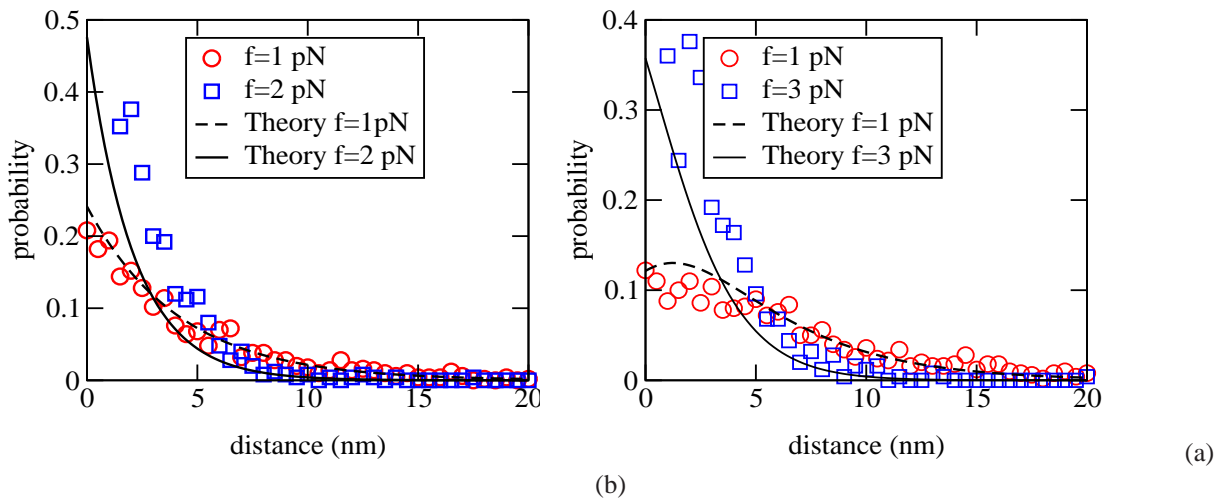 0.5
0.4
0.3
0.2
0.1
0
probability
f=1 pN
f=2 pN
Theory f=1pN
Theory f=2 pN
0 5 10 15 20
distance (nm)
(b)
0.4
0.3
0.2
0.1
0
probability
f=1 pN
f=3 pN
Theory f=1 pN
Theory f=3 pN
0 5 10 15 20
distance (nm)
(a)